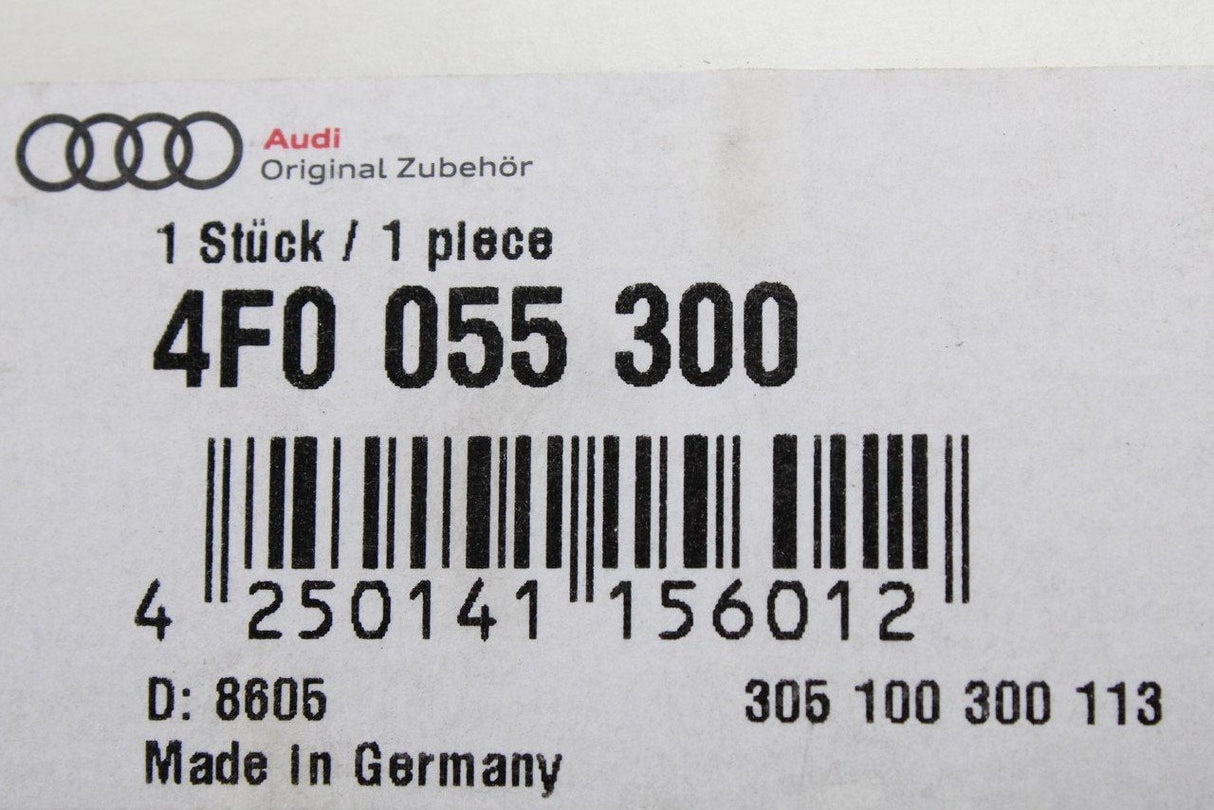 Audi
Original Zubehör
1 Stück / 1 piece
4F0 055 300
4 250141 156012
D: 8605 305 100 300 113
Made in Germany